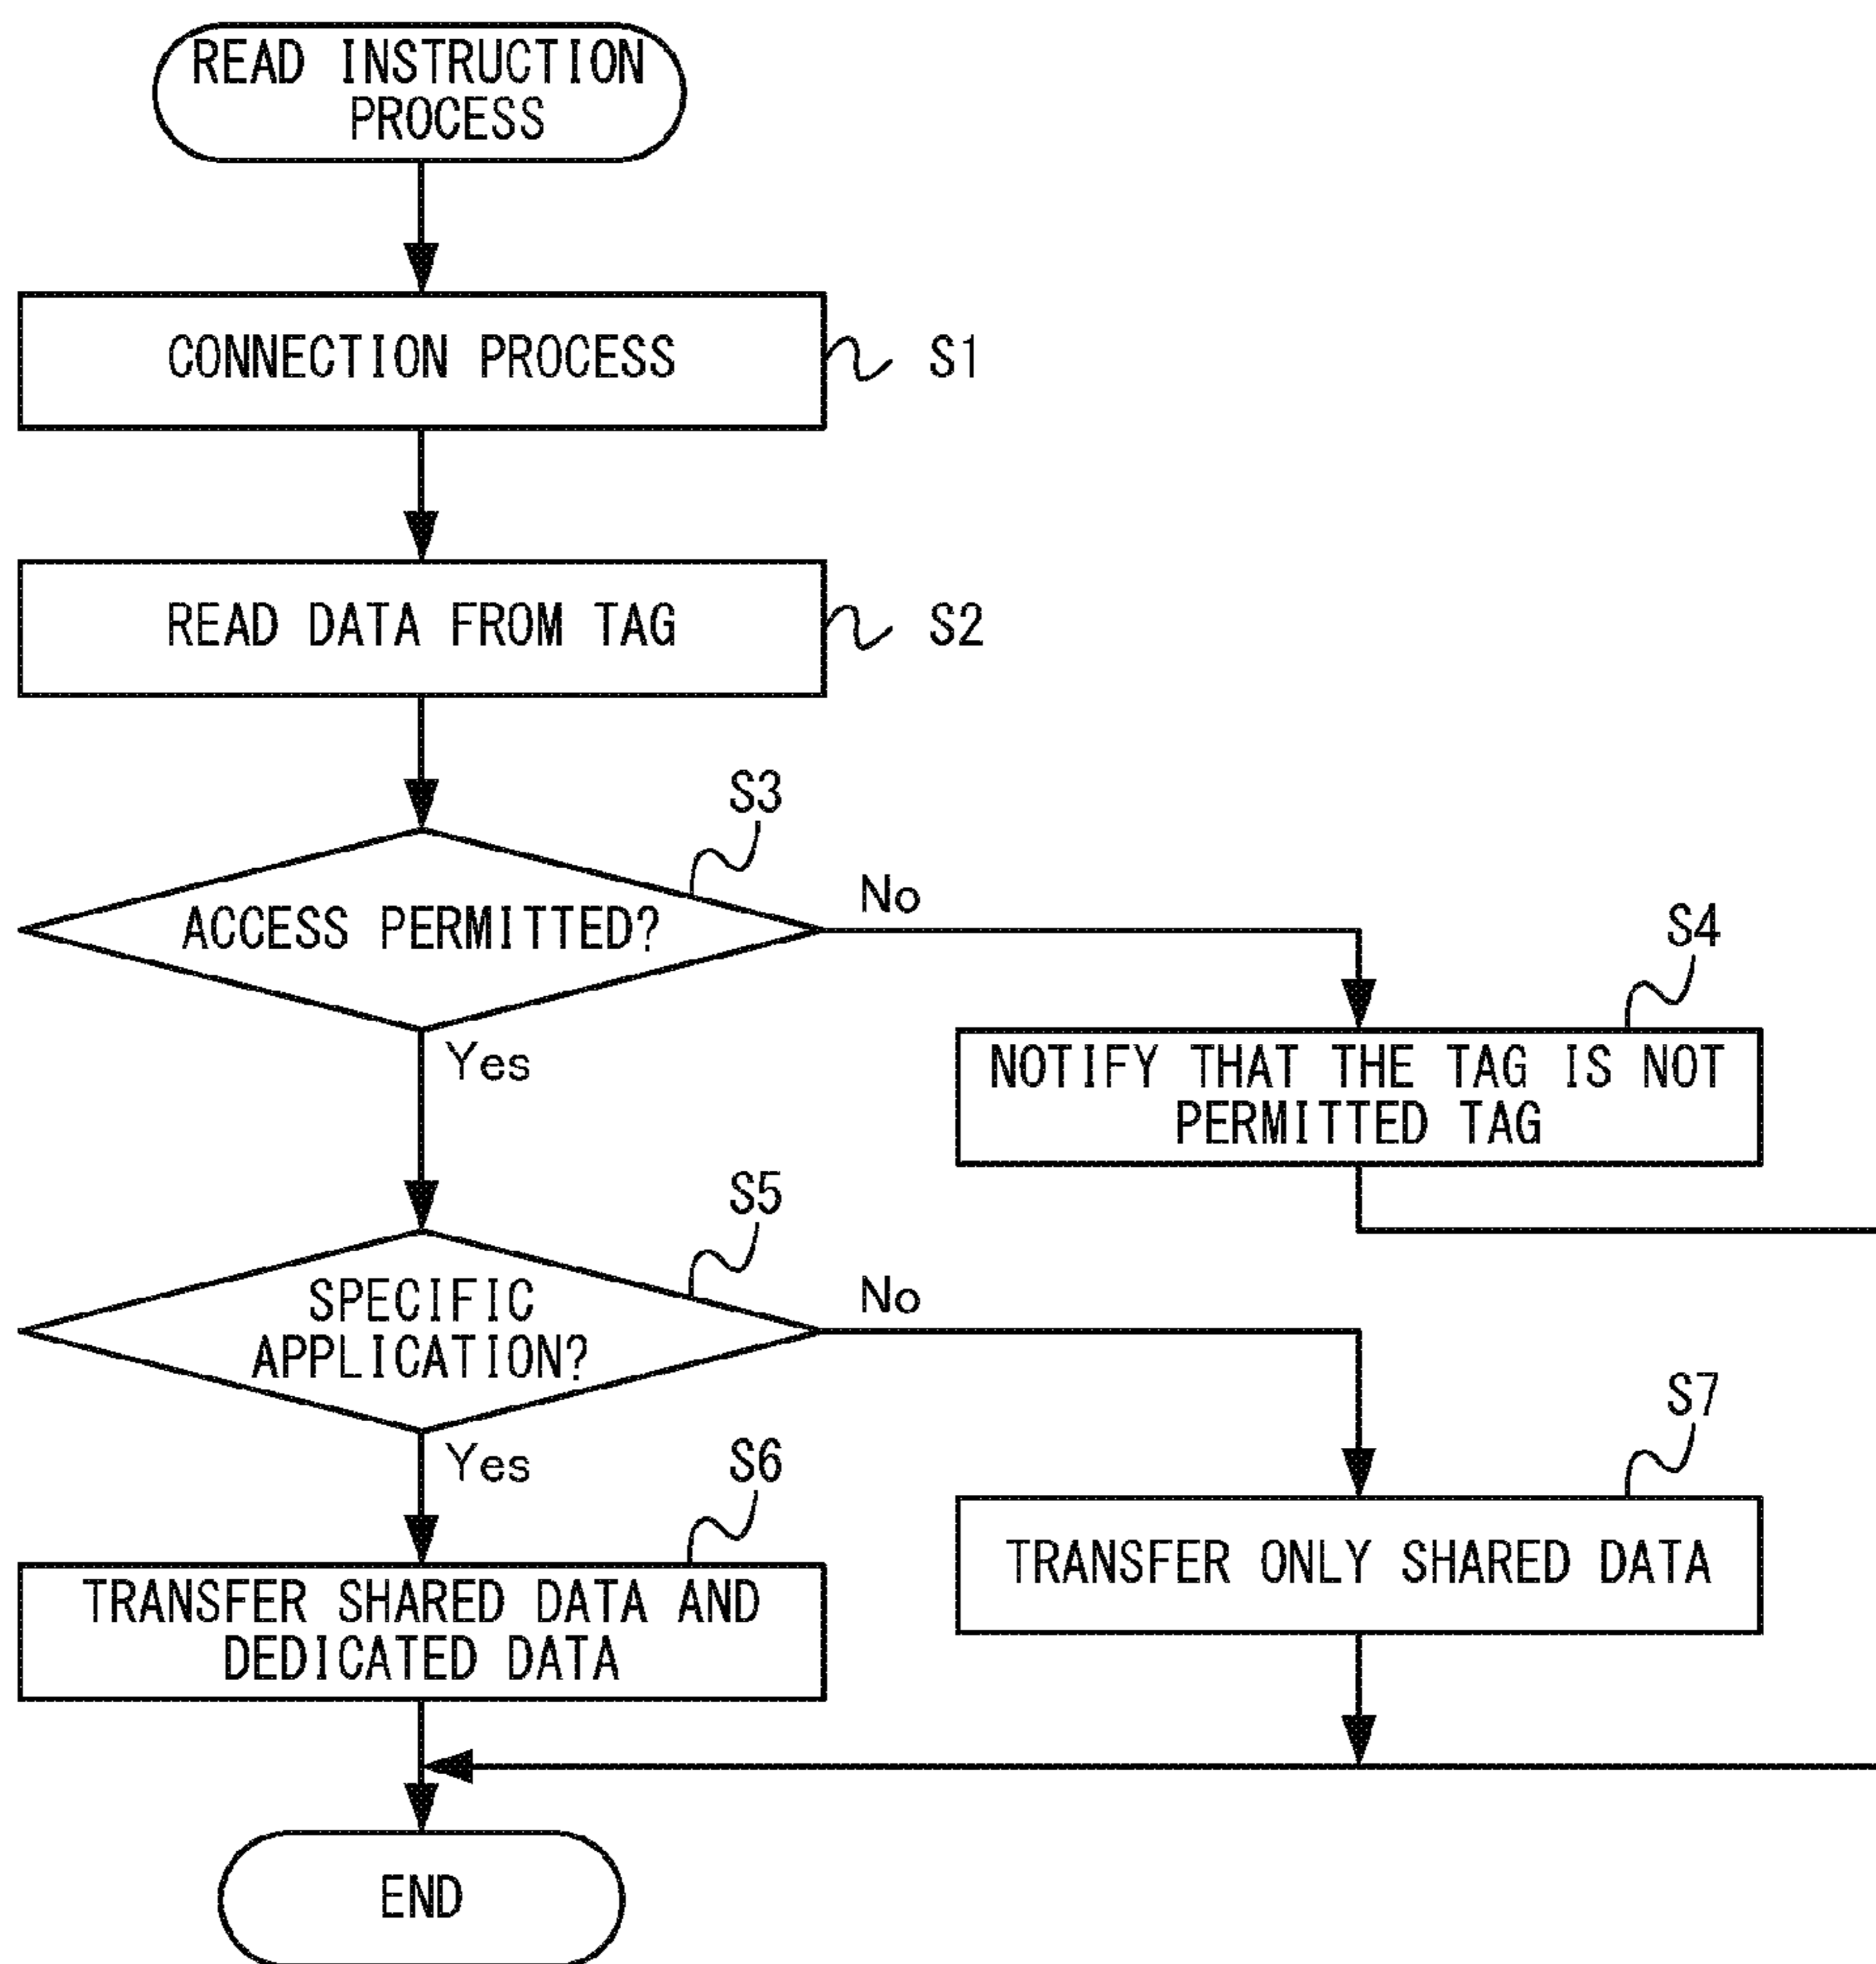 READ INSTRUCTION
PROCESS
CONNECTION PROCESS
S1
READ DATA FROM TAG
S2
S3
ACCESS PERMITTED?
No
S4
Yes
NOTIFY THAT THE TAG IS NOT
PERMITTED TAG
S5
SPECIFIC
APPLICATION?
No
S7
Yes
S6
TRANSFER ONLY SHARED DATA
TRANSFER SHARED DATA AND
DEDICATED DATA
END